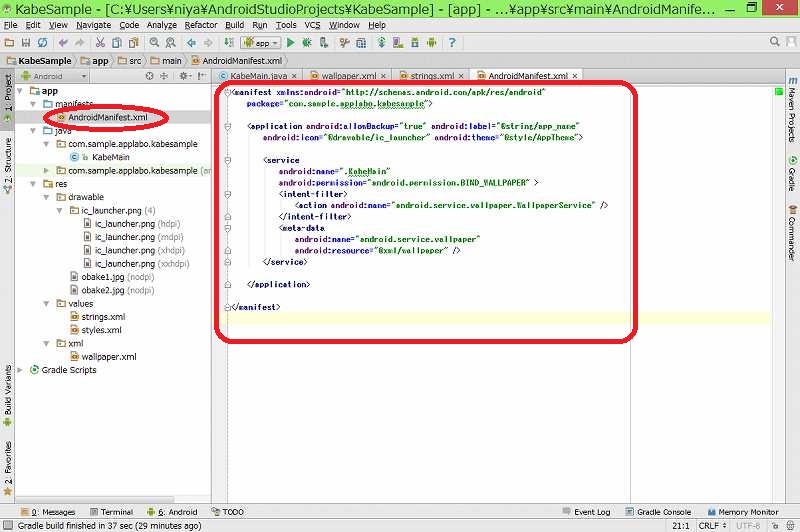 KabeSample - [C:¥Users¥niya¥AndroidStudioProjects¥KabeSample] - [app] - ...¥app¥src¥main¥AndroidManife...
File Edit View Navigate Code Analyze Refactor Build Run Tools VCS Window Help
app
KabeSample app src main AndroidManifest.xml
Android
KabeMain.java wallpaper.xml strings.xml AndroidManifest.xml
1: Project
Z: Structure
Build Variants
2: Favorites
app
manifests
AndroidManifest.xml
java
com.sample.applabo.kabesample
KabeMain
com.sample.applabo.kabesample
res
drawable
ic_launcher.png (4)
ic_launcher.png (hdpi)
ic_launcher.png (mdpi)
ic_launcher.png (xhdpi)
ic_launcher.png (xxhdpi)
obake1.jpg (nodpi)
obake2.jpg (nodpi)
values
strings.xml
styles.xml
xml
wallpaper.xml
Gradle Scripts
<manifest xmlns:android="http://schemas.android.com/apk/res/android"
package="com.sample.applabo.kabesample">
<application android:allowBackup="true" android:label="@string/app_name"
android:icon="@drawable/ic_launcher" android:theme="@style/AppTheme">
<service
android:name=".KabeMain"
android:permission="android.permission.BIND_WALLPAPER" >
<intent-filter>
<action android:name="android.service.wallpaper.WallpaperService" />
</intent-filter>
<meta-data
android:name="android.service.wallpaper"
android:resource="@xml/wallpaper" />
</service>
</application>
</manifest>
Maven Projects
Gradle
Commander
0: Messages Terminal 6: Android TODO Event Log Gradle Console Memory Monitor
Gradle build finished in 37 sec (29 minutes ago) 21:1 CRLF UTF-8